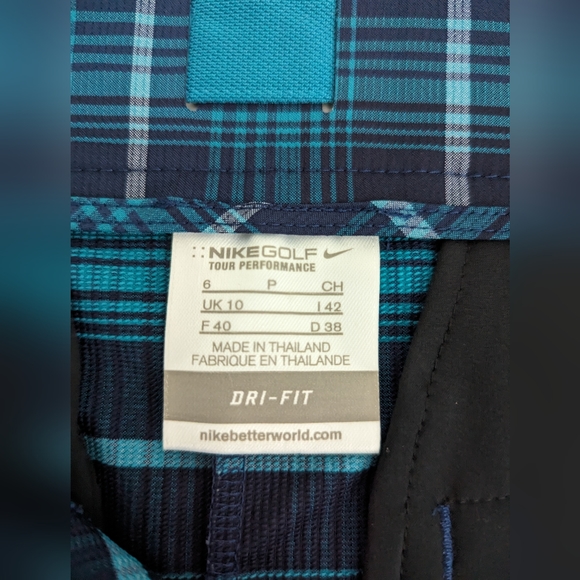 NIKEGOLF
TOUR PERFORMANCE
6 P CH
UK 10 I 42
F 40 D 38
MADE IN THAILAND
FABRIQUE EN THAILANDE
DRI-FIT
nikebetterworld.com